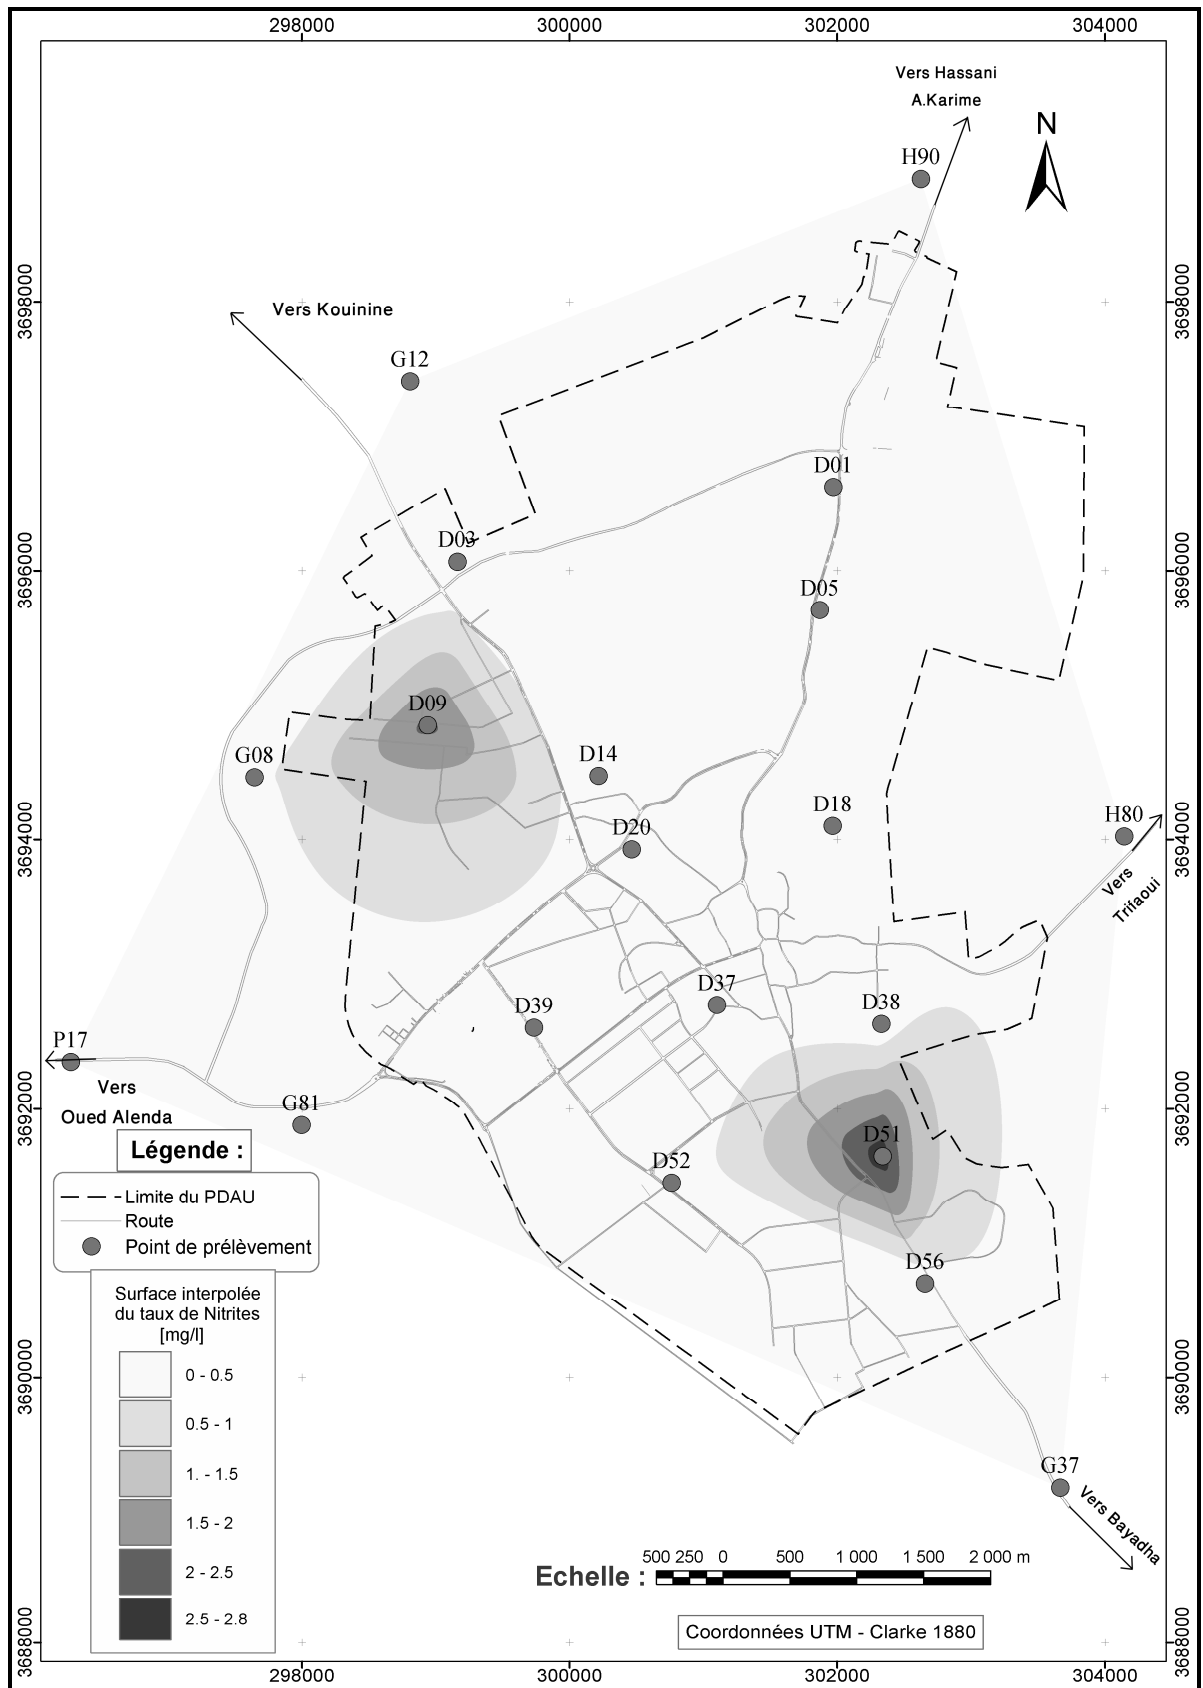 298000 300000 302000 304000
Vers Hassani
A.Karime
N
H90
3698000 3698000
Vers Kouinine
G12
D01
D03
3696000 3696000
D05
D09
G08
D14
D18
H80
D20
3694000 3694000
Vers
Trifaoui
D37
D38
D39
P17
Vers
Oued Alenda
G81
3692000 3692000
D51
D52
D56
Légende :
Limite du PDAU
Route
Point de prélèvement
Surface interpolée
du taux de Nitrites
[mg/l]
0 - 0.5
0.5 - 1
1. - 1.5
1.5 - 2
2 - 2.5
2.5 - 2.8
3690000 3690000
G37
Vers Bayadha
500 250 0 500 1 000 1 500 2 000 m
Echelle :
Coordonnées UTM - Clarke 1880
3688000 3688000
298000 300000 302000 304000